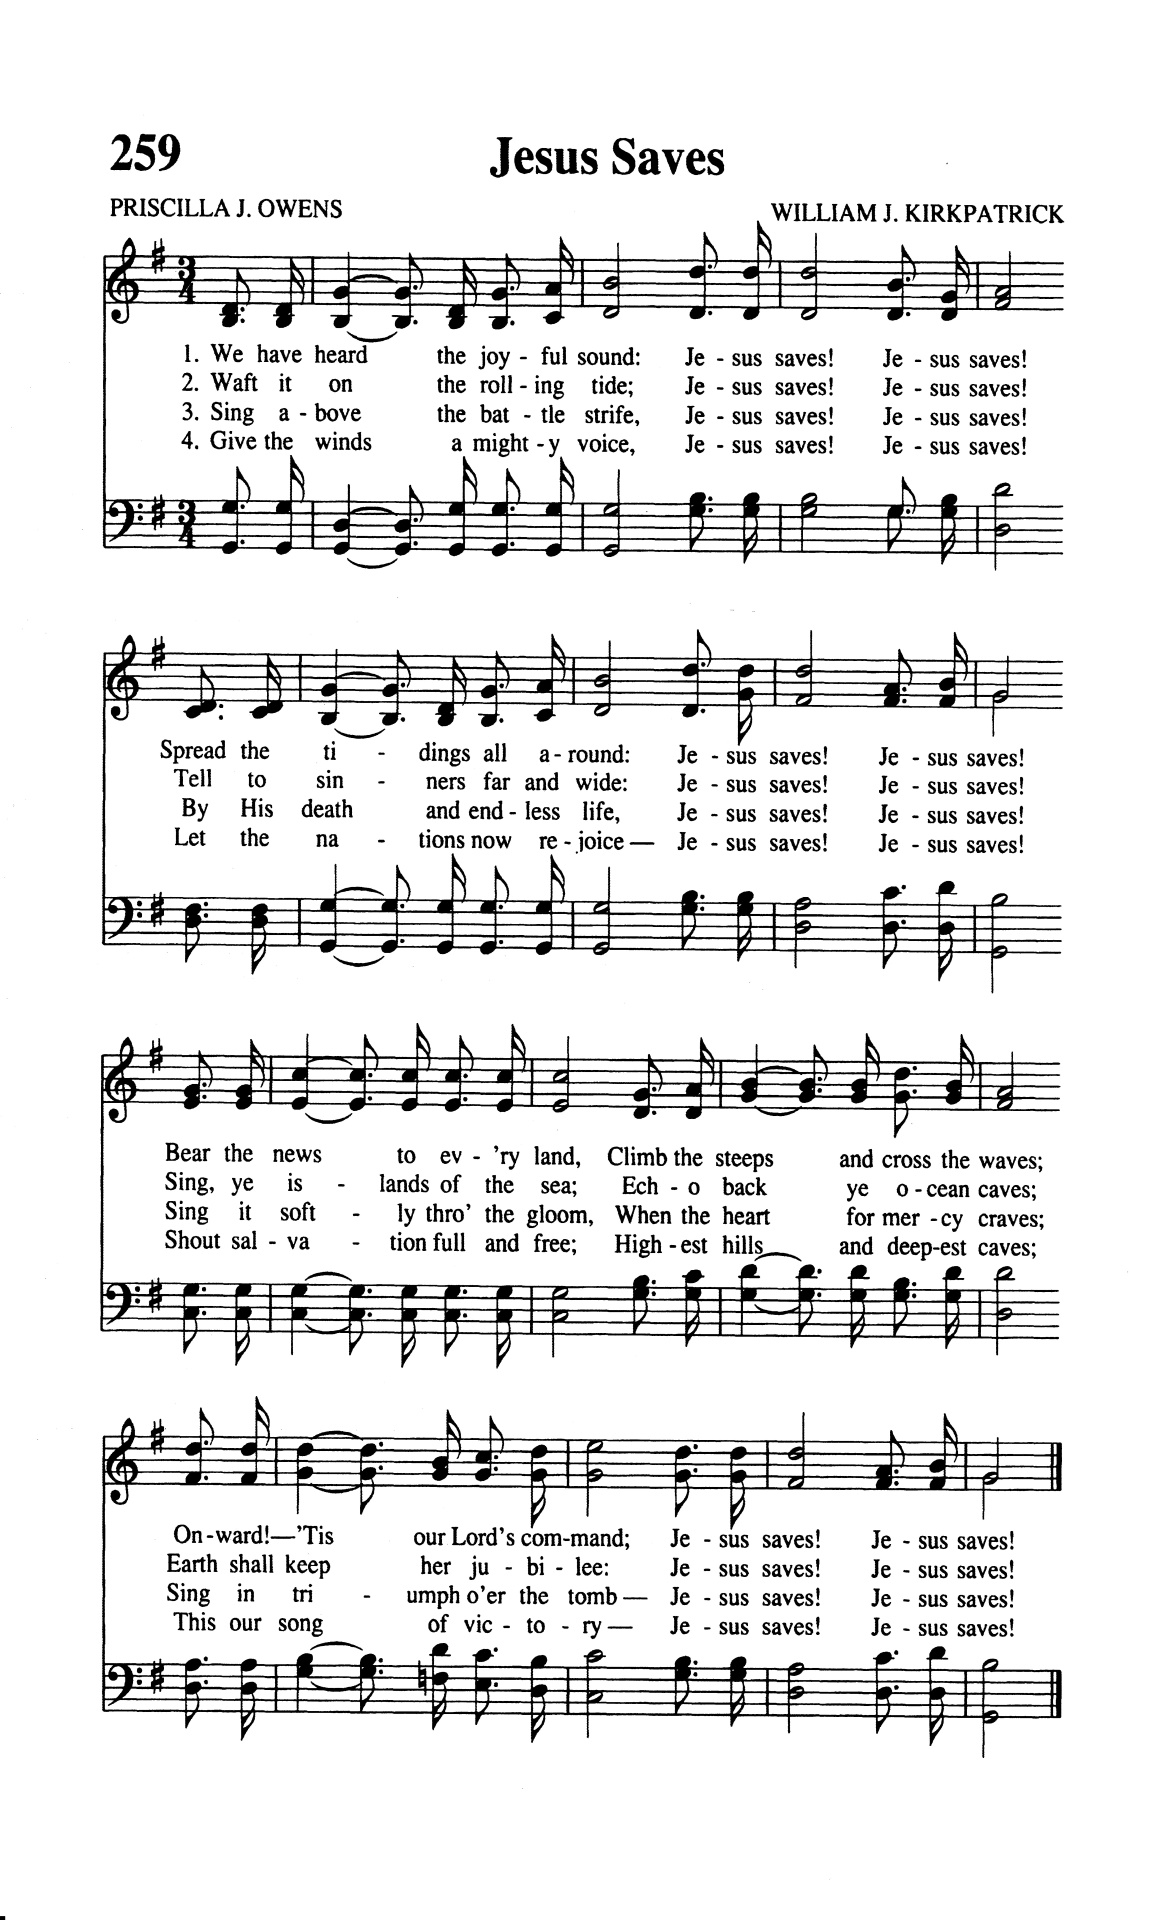 259 Jesus Saves
PRISCILLA J. OWENS WILLIAM J. KIRKPATRICK
3
4
1. We have heard the joy - ful sound: Je - sus saves! Je - sus saves!
2. Waft it on the roll - ing tide; Je - sus saves! Je - sus saves!
3. Sing a - bove the bat - tle strife, Je - sus saves! Je - sus saves!
4. Give the winds a might - y voice, Je - sus saves! Je - sus saves!
3
4
Spread the ti - dings all a - round: Je - sus saves! Je - sus saves!
Tell to sin - ners far and wide: Je - sus saves! Je - sus saves!
By His death and end - less life, Je - sus saves! Je - sus saves!
Let the na - tions now re - joice — Je - sus saves! Je - sus saves!
Bear the news to ev - 'ry land, Climb the steeps and cross the waves;
Sing, ye is - lands of the sea; Ech - o back ye o - cean caves;
Sing it soft - ly thro' the gloom, When the heart for mer - cy craves;
Shout sal - va - tion full and free; High - est hills and deep-est caves;
On-ward!—'Tis our Lord's com-mand; Je - sus saves! Je - sus saves!
Earth shall keep her ju - bi - lee: Je - sus saves! Je - sus saves!
Sing in tri - umph o'er the tomb — Je - sus saves! Je - sus saves!
This our song of vic - to - ry — Je - sus saves! Je - sus saves!